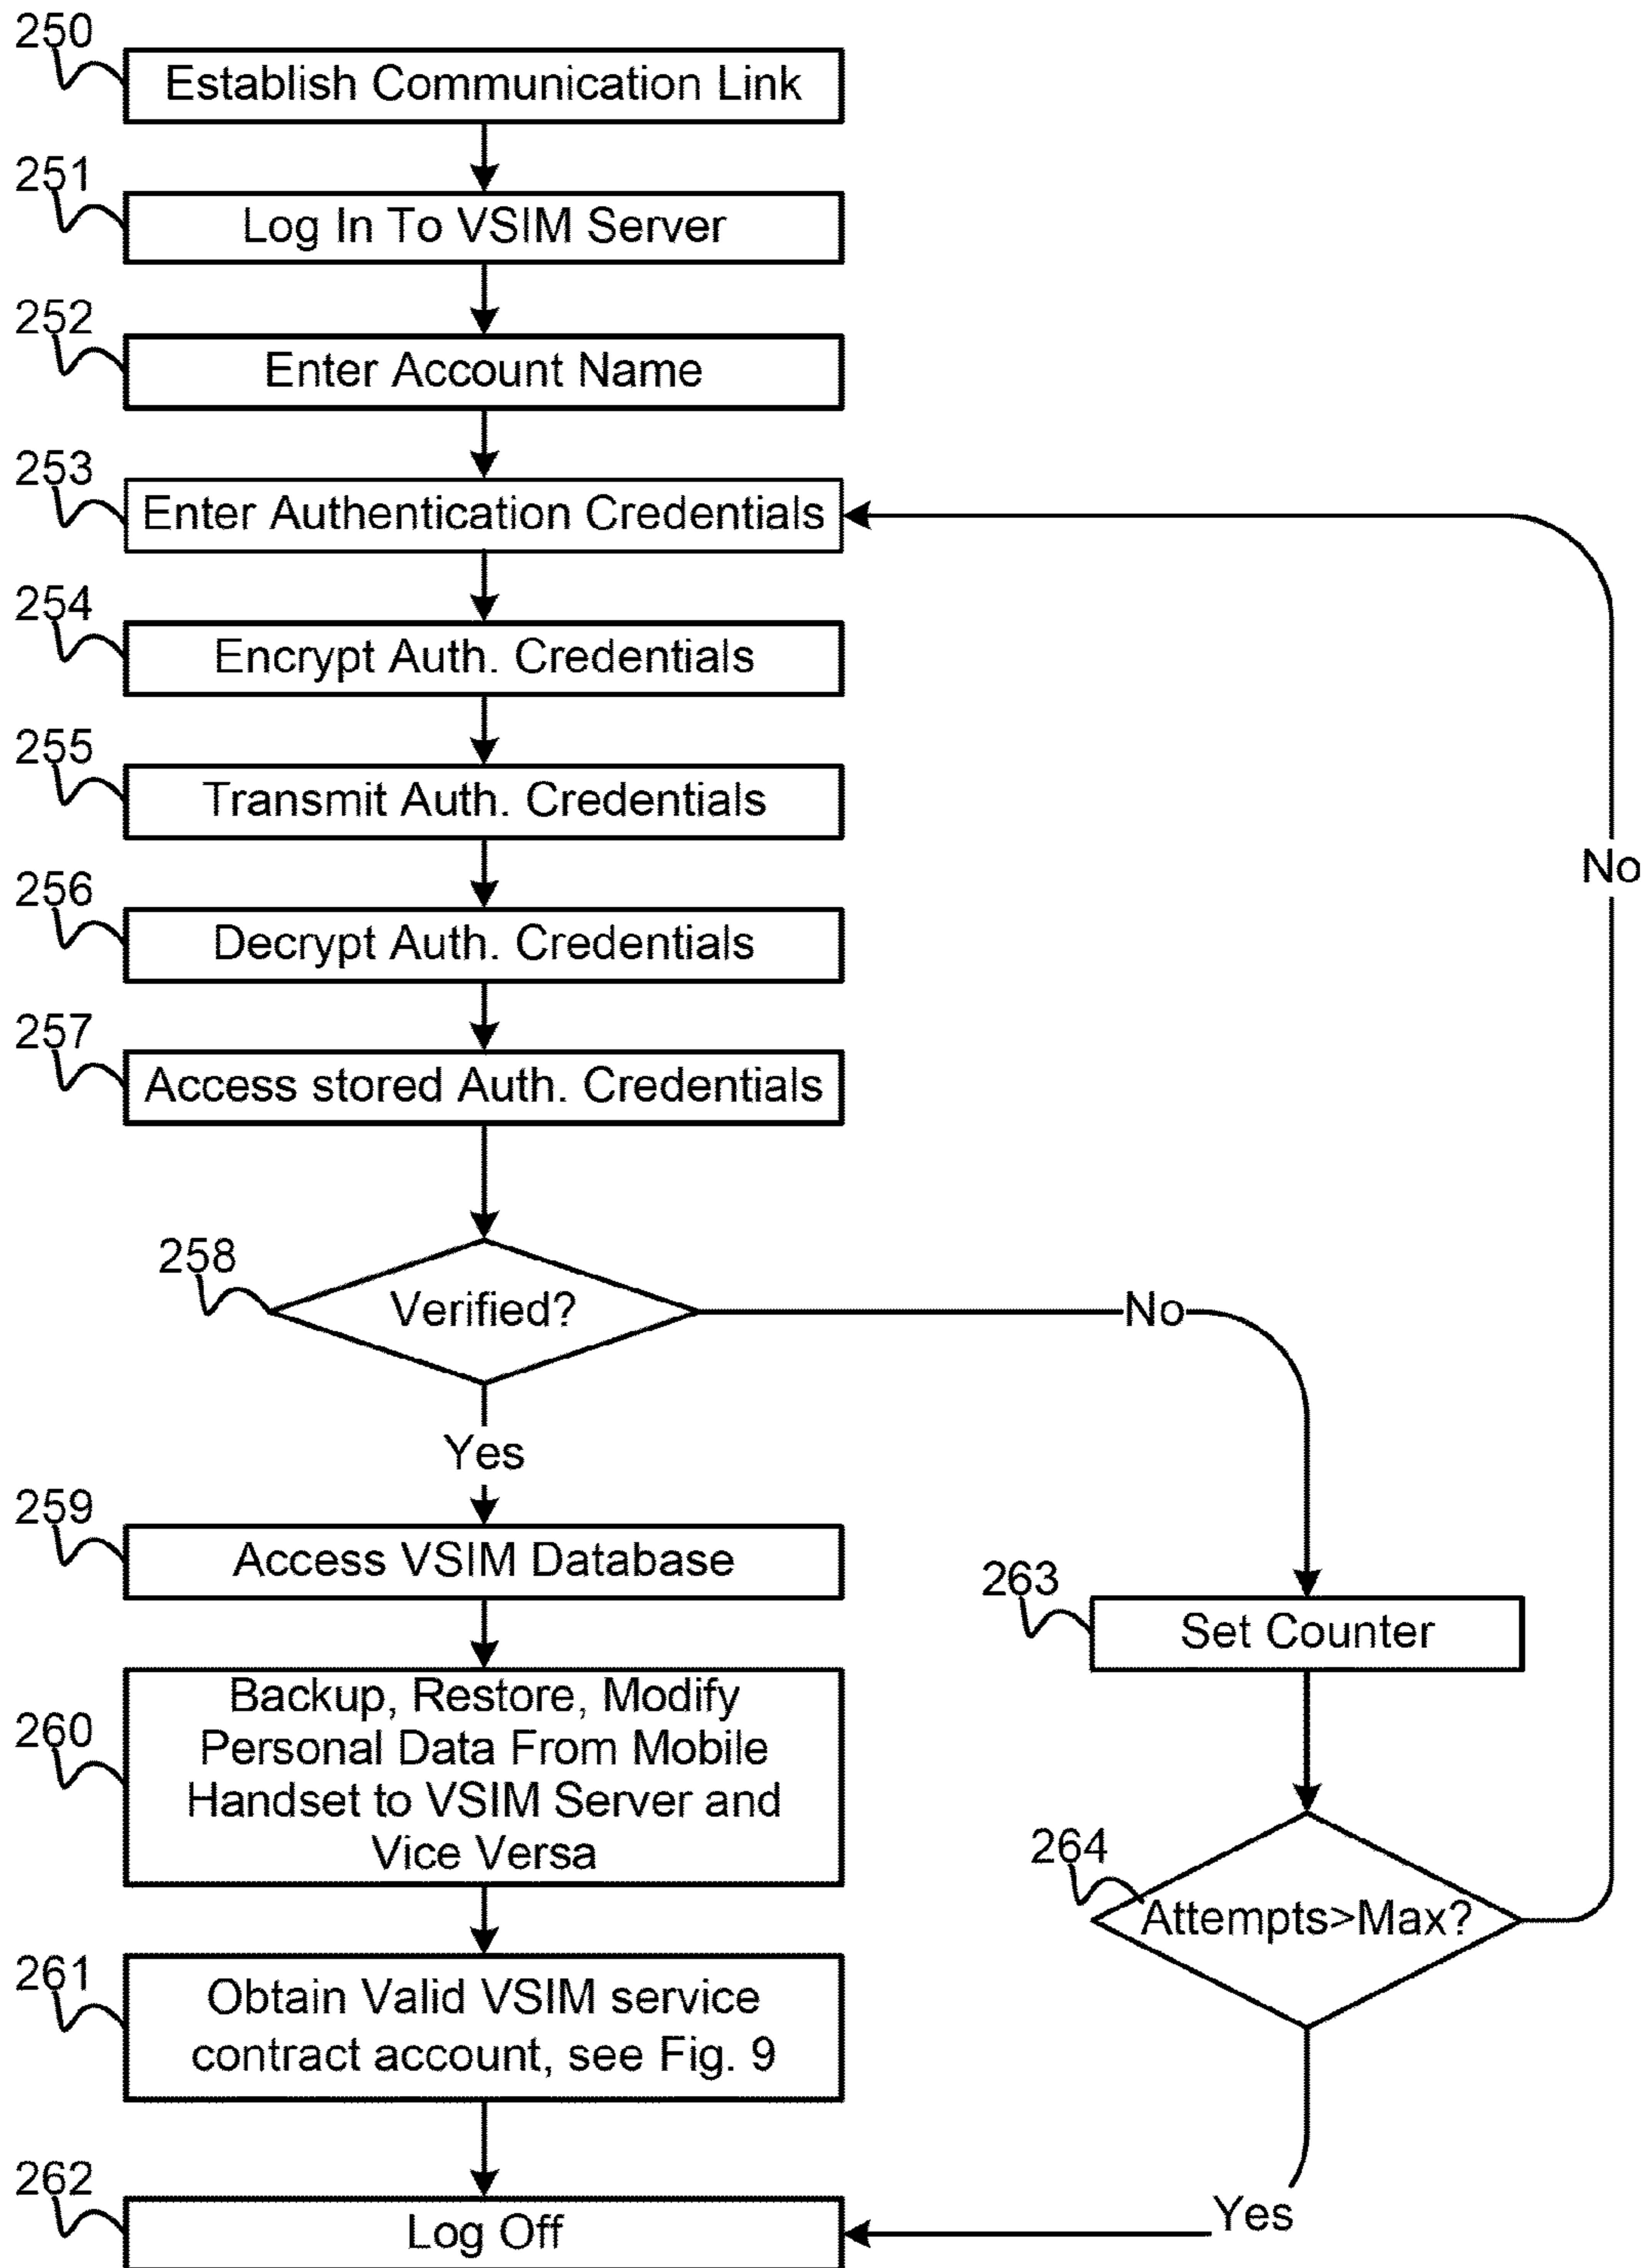 250
Establish Communication Link
251
Log In To VSIM Server
252
Enter Account Name
253
Enter Authentication Credentials
254
Encrypt Auth. Credentials
255
Transmit Auth. Credentials
No
256
Decrypt Auth. Credentials
257
Access stored Auth. Credentials
258
Verified?
No
Yes
259
Access VSIM Database
263
Set Counter
260
Backup, Restore, Modify
Personal Data From Mobile
Handset to VSIM Server and
Vice Versa
264
Attempts>Max?
261
Obtain Valid VSIM service
contract account, see Fig. 9
262
Log Off
Yes